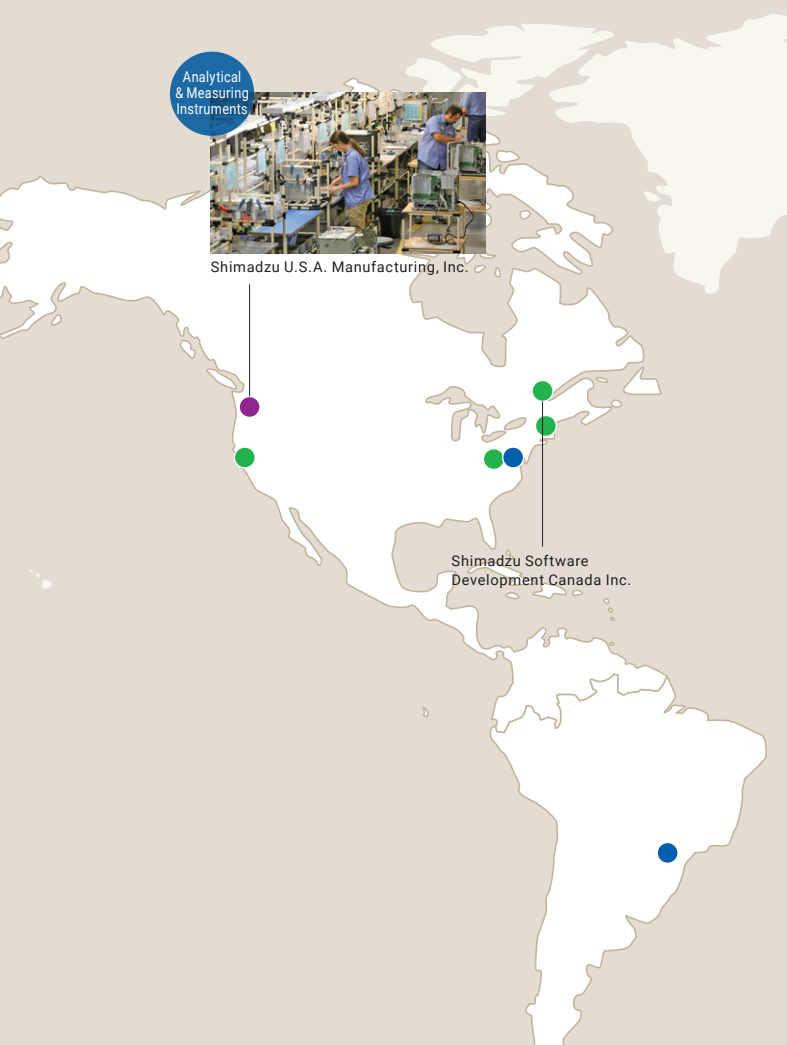 Analytical
& Measuring
Instruments
Shimadzu U.S.A. Manufacturing, Inc.
Shimadzu Software
Development Canada Inc.